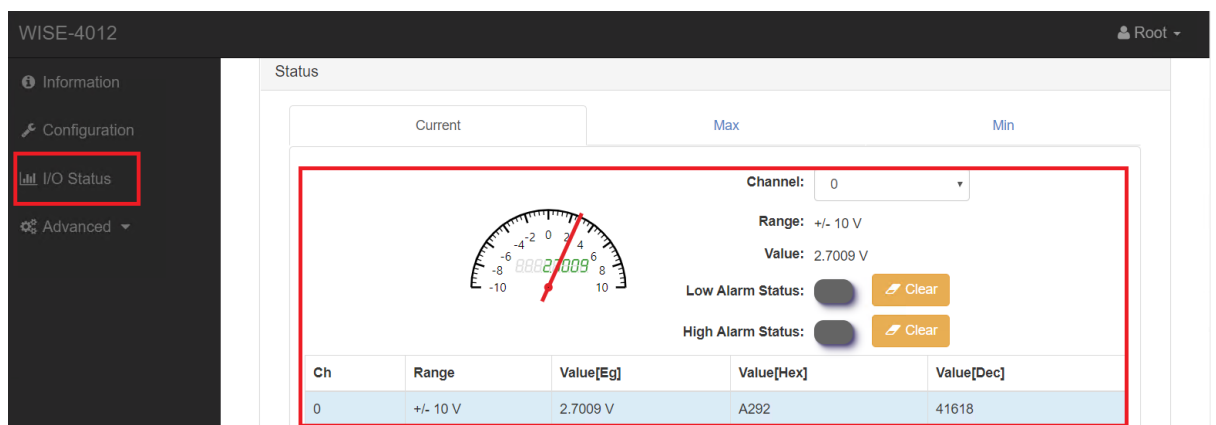 WISE-4012
Root
Information
Configuration
I/O Status
Advanced
Status
Current Max Min
Channel: 0
Range: +/- 10 V
Value: 2.7009 V
Low Alarm Status: Clear
High Alarm Status: Clear
-10 -8 -6 -4 -2 0 2 4 6 8 10
2.7009
Ch Range Value[Eg] Value[Hex] Value[Dec]
0 +/- 10 V 2.7009 V A292 41618